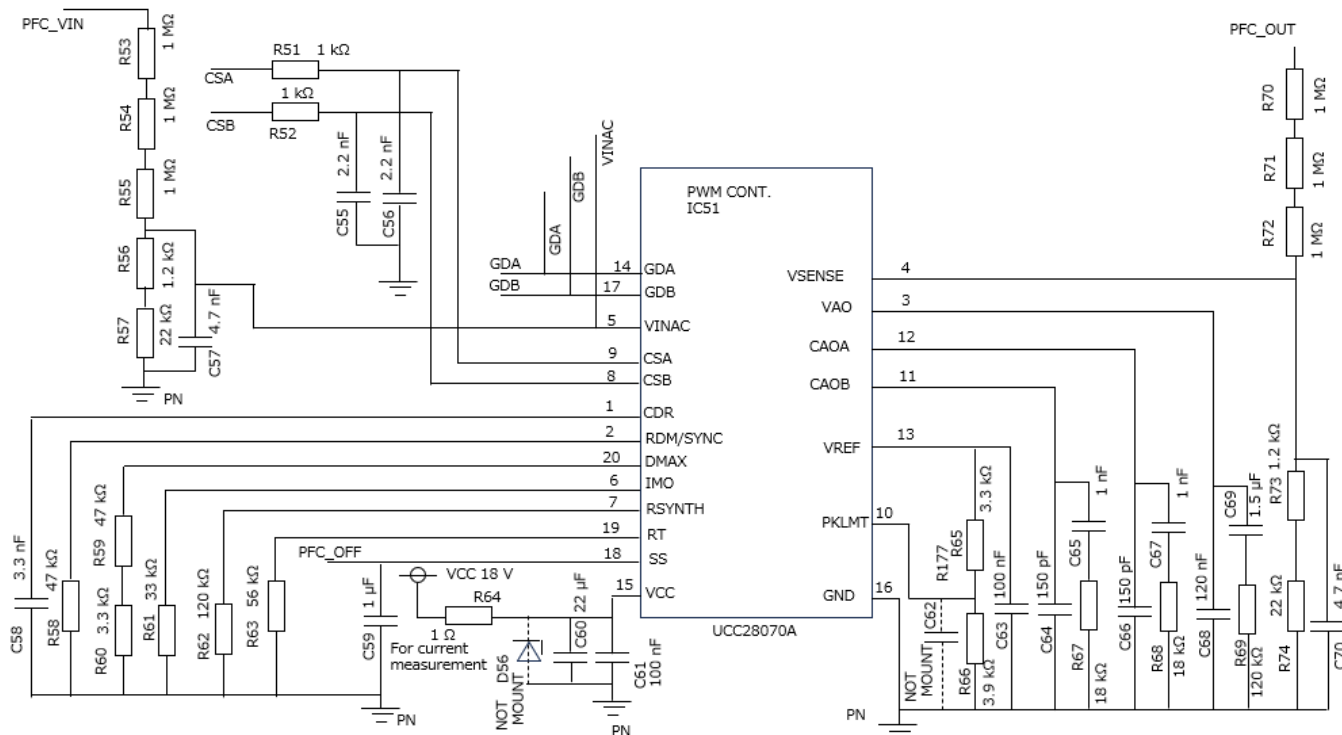 PFC_VIN
R53
1 MΩ
R54
1 MΩ
R55
1 MΩ
R56
1.2 kΩ
R57
22 kΩ
4.7 nF
C57
PN
R51
1 kΩ
CSA
1 kΩ
CSB
R52
2.2 nF
2.2 nF
C55
C56
VINAC
GDB
GDA
GDA
GDB
PWM CONT.
IC51
14
GDA
17
GDB
5
VINAC
9
CSA
8
CSB
1
CDR
2
RDM/SYNC
20
DMAX
6
IMO
7
RSYNTH
19
RT
18
SS
15
VCC
UCC28070A
VSENSE
4
VAO
3
CAOA
12
CAOB
11
VREF
13
PKLMT
10
GND
16
PFC_OUT
R70
1 MΩ
R71
1 MΩ
R72
1 MΩ
R73
1.2 kΩ
R74
22 kΩ
C70
4.7 nF
3.3 nF
C58
47 kΩ
R58
47 kΩ
R59
3.3 kΩ
R60
33 kΩ
R61
120 kΩ
R62
56 kΩ
R63
PFC_OFF
1 µF
C59
VCC 18 V
R64
1 Ω
For current
measurement
D56
NOT
MOUNT
22 µF
C60
C61
100 nF
PN
PN
R177
R65
3.3 kΩ
C62
NOT
MOUNT
R66
3.9 kΩ
100 nF
C63
150 pF
C64
1 nF
C65
R67
18 kΩ
150 pF
C66
1 nF
C67
R68
18 kΩ
120 nF
C68
C69
1.5 µF
R69
120 kΩ
PN